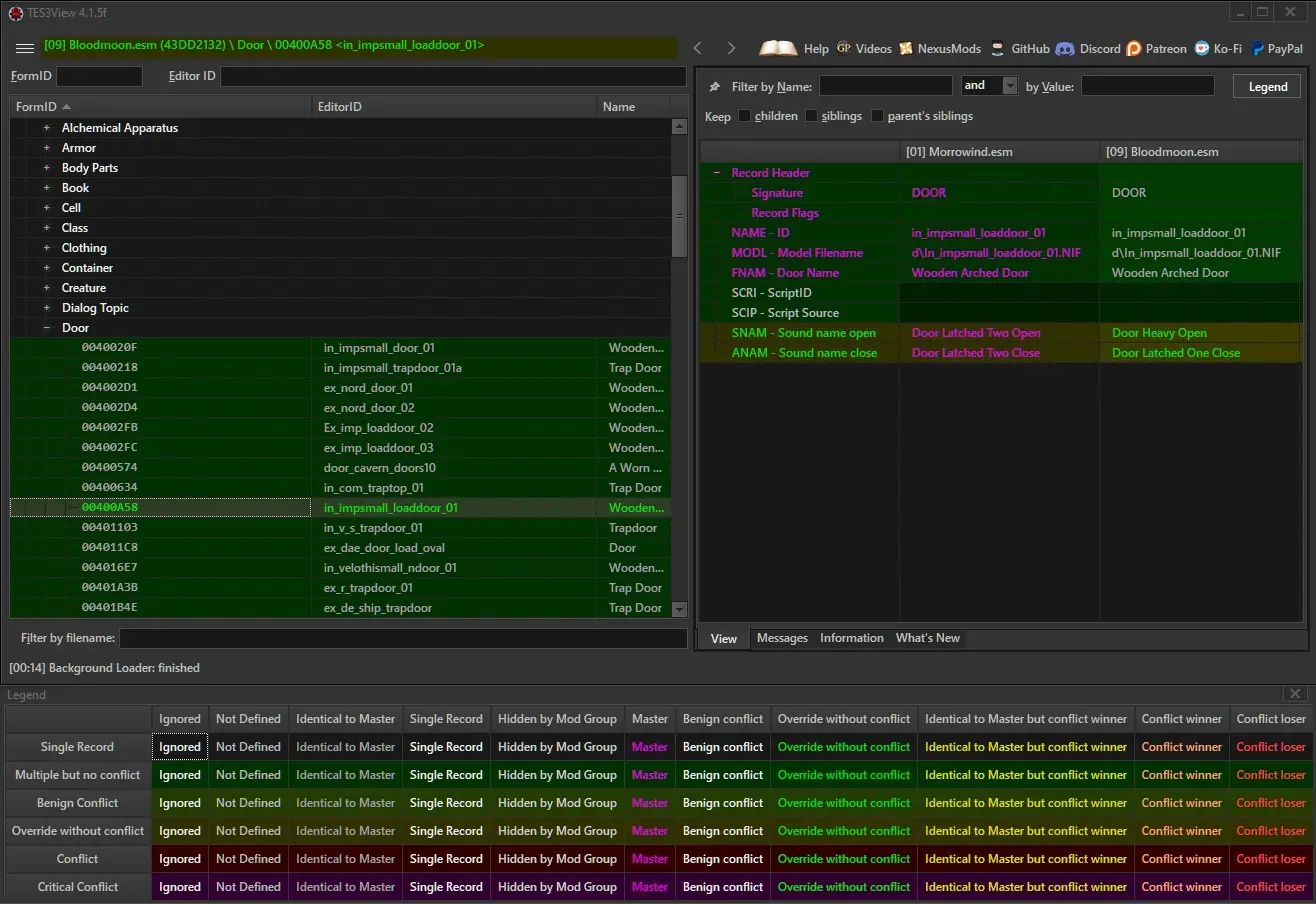 TES3View 4.1.5f
[09] Bloodmoon.esm (43DD2132) \ Door \ 00400A58 <in_impsmall_loaddoor_01>
Help Videos NexusMods GitHub Discord Patreon Ko-Fi PayPal
FormID Editor ID
Filter by Name: and by Value: Legend
Keep children siblings parent's siblings
FormID EditorID Name
Alchemical Apparatus
Armor
Body Parts
Book
Cell
Class
Clothing
Container
Creature
Dialog Topic
Door
0040020F in_impsmall_door_01 Wooden...
00400218 in_impsmall_trapdoor_01a Trap Door
004002D1 ex_nord_door_01 Wooden...
004002D4 ex_nord_door_02 Wooden...
004002FB Ex_imp_loaddoor_02 Wooden...
004002FC ex_imp_loaddoor_03 Wooden...
00400574 door_cavern_doors10 A Worn ...
00400634 in_com_traptop_01 Trap Door
00400A58 in_impsmall_loaddoor_01 Wooden...
00401103 in_v_s_trapdoor_01 Trapdoor
004011C8 ex_dae_door_load_oval Door
004016E7 in_velothismall_ndoor_01 Wooden...
00401A3B ex_r_trapdoor_01 Trap Door
00401B4E ex_de_ship_trapdoor Trap Door
Filter by filename:
[00:14] Background Loader: finished
[01] Morrowind.esm [09] Bloodmoon.esm
Record Header
Signature DOOR DOOR
Record Flags
NAME - ID in_impsmall_loaddoor_01 in_impsmall_loaddoor_01
MODL - Model Filename d\In_impsmall_loaddoor_01.NIF d\In_impsmall_loaddoor_01.NIF
FNAM - Door Name Wooden Arched Door Wooden Arched Door
SCRI - ScriptID
SCIP - Script Source
SNAM - Sound name open Door Latched Two Open Door Heavy Open
ANAM - Sound name close Door Latched Two Close Door Latched One Close
View Messages Information What's New
Legend
Ignored Not Defined Identical to Master Single Record Hidden by Mod Group Master Benign conflict Override without conflict Identical to Master but conflict winner Conflict winner Conflict loser
Single Record Ignored Not Defined Identical to Master Single Record Hidden by Mod Group Master Benign conflict Override without conflict Identical to Master but conflict winner Conflict winner Conflict loser
Multiple but no conflict Ignored Not Defined Identical to Master Single Record Hidden by Mod Group Master Benign conflict Override without conflict Identical to Master but conflict winner Conflict winner Conflict loser
Benign Conflict Ignored Not Defined Identical to Master Single Record Hidden by Mod Group Master Benign conflict Override without conflict Identical to Master but conflict winner Conflict winner Conflict loser
Override without conflict Ignored Not Defined Identical to Master Single Record Hidden by Mod Group Master Benign conflict Override without conflict Identical to Master but conflict winner Conflict winner Conflict loser
Conflict Ignored Not Defined Identical to Master Single Record Hidden by Mod Group Master Benign conflict Override without conflict Identical to Master but conflict winner Conflict winner Conflict loser
Critical Conflict Ignored Not Defined Identical to Master Single Record Hidden by Mod Group Master Benign conflict Override without conflict Identical to Master but conflict winner Conflict winner Conflict loser